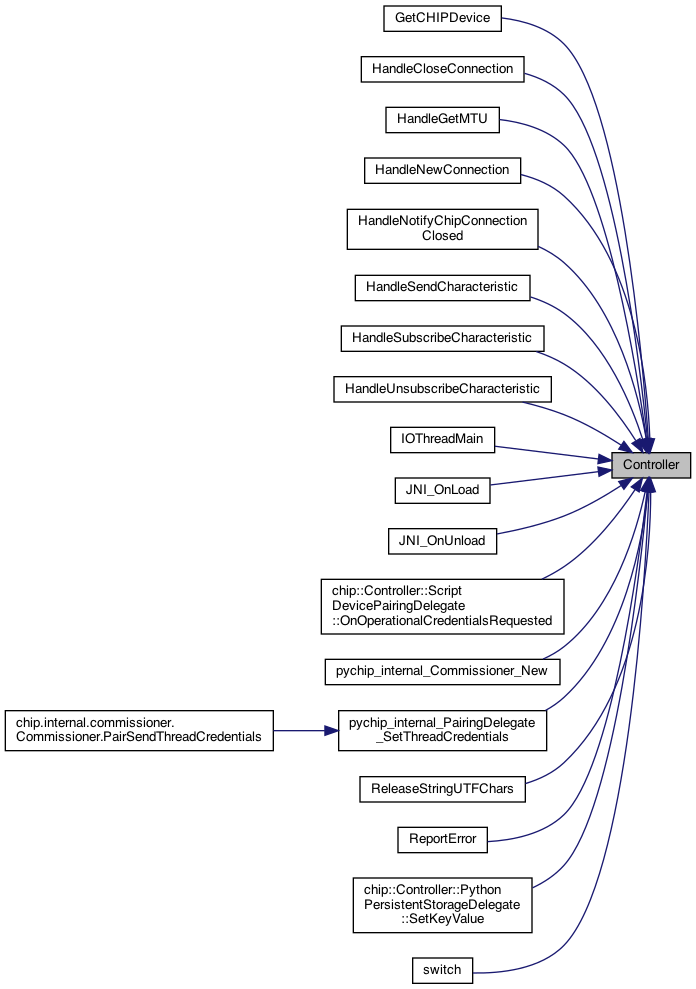 GetCHIPDevice
HandleCloseConnection
HandleGetMTU
HandleNewConnection
HandleNotifyChipConnection
Closed
HandleSendCharacteristic
HandleSubscribeCharacteristic
HandleUnsubscribeCharacteristic
IOThreadMain
Controller
JNI_OnLoad
JNI_OnUnload
chip::Controller::Script
DevicePairingDelegate
::OnOperationalCredentialsRequested
pychip_internal_Commissioner_New
chip.internal.commissioner.
Commissioner.PairSendThreadCredentials
pychip_internal_PairingDelegate
_SetThreadCredentials
ReleaseStringUTFChars
ReportError
chip::Controller::Python
PersistentStorageDelegate
::SetKeyValue
switch